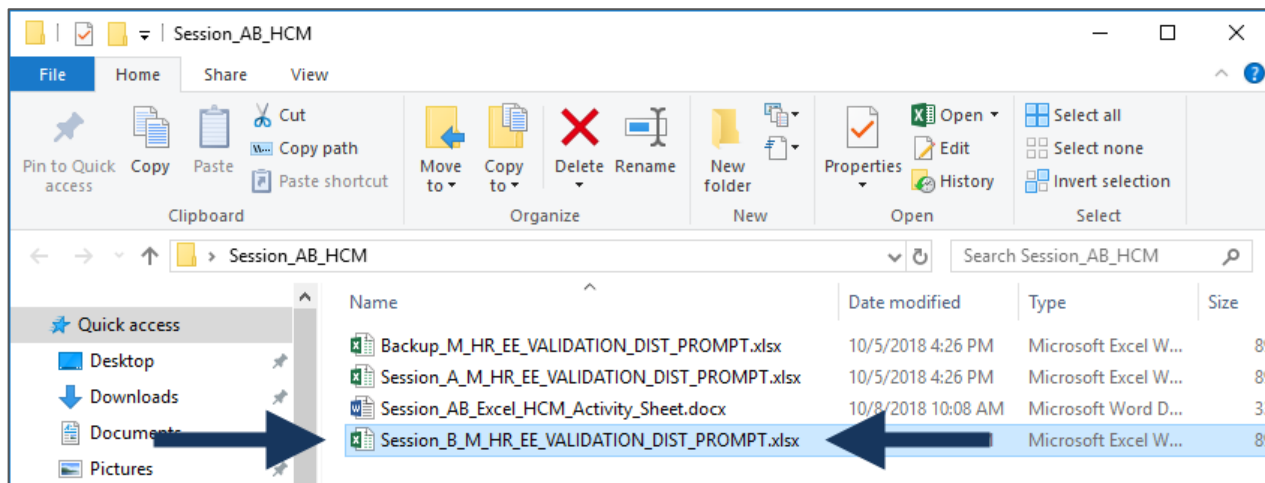 Session_AB_HCM
File Home Share View
Pin to Quick access
Copy
Paste
Cut
Copy path
Paste shortcut
Clipboard
Move to
Copy to
Delete
Rename
Organize
New folder
New
Properties
Open
Edit
History
Open
Select all
Select none
Invert selection
Select
Session_AB_HCM
Search Session_AB_HCM
Name Date modified Type Size
Quick access
Desktop
Downloads
Documents
Pictures
Backup_M_HR_EE_VALIDATION_DIST_PROMPT.xlsx 10/5/2018 4:26 PM Microsoft Excel W...
Session_A_M_HR_EE_VALIDATION_DIST_PROMPT.xlsx 10/5/2018 4:26 PM Microsoft Excel W...
Session_AB_Excel_HCM_Activity_Sheet.docx 10/8/2018 10:08 AM Microsoft Word D...
Session_B_M_HR_EE_VALIDATION_DIST_PROMPT.xlsx Microsoft Excel W...